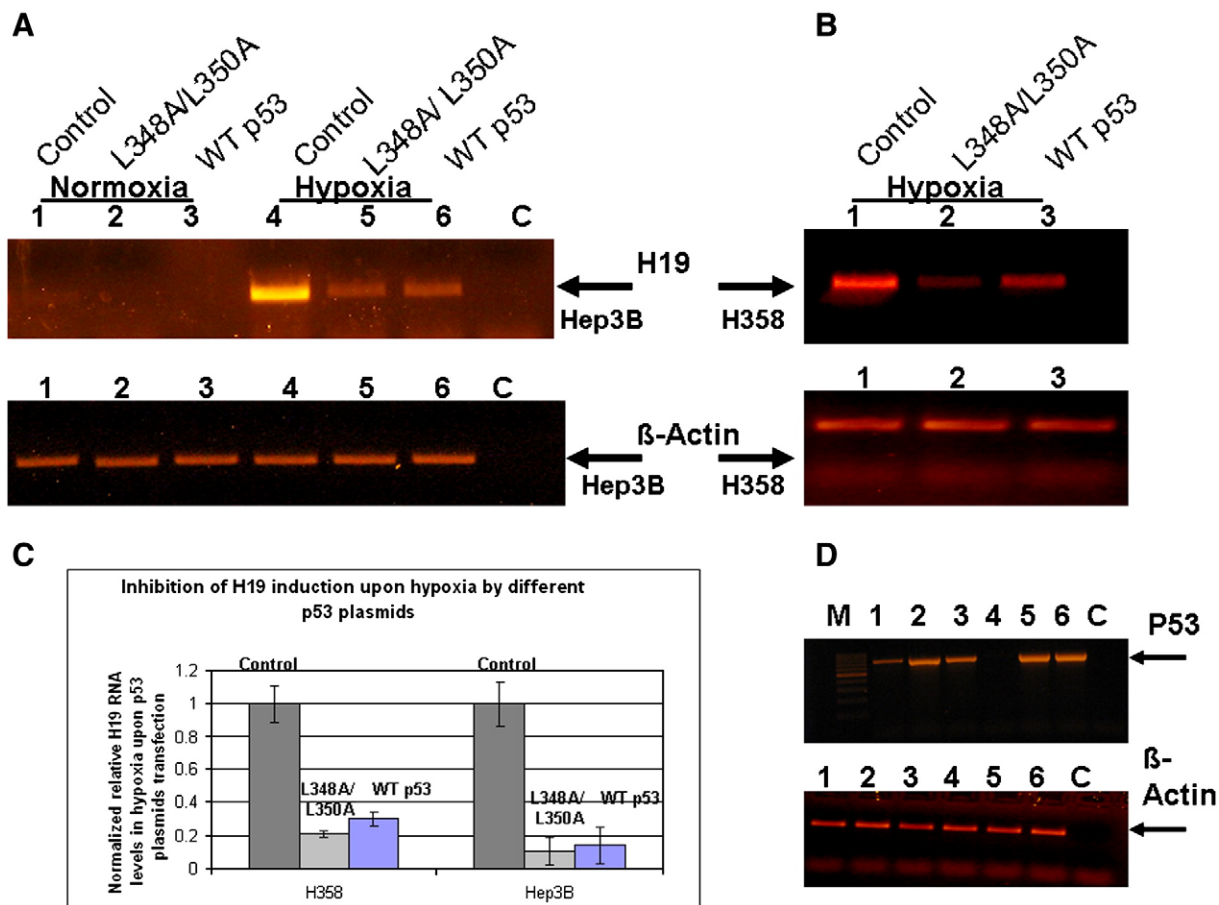 A
Control
L348A/L350A
WT p53
Control
L348A/ L350A
WT p53
Normoxia
Hypoxia
1 2 3 4 5 6 C
H19
Hep3B
H358
1 2 3 4 5 6 C
ß-Actin
Hep3B
H358
B
Control
L348A/L350A
WT p53
Hypoxia
1 2 3
1 2 3
C
Inhibition of H19 induction upon hypoxia by different
p53 plasmids
Normalized relative H19 RNA
levels in hypoxia upon p53
plasmids transfection
1.2
1
0.8
0.6
0.4
0.2
0
Control
L348A/
L350A
WT p53
Control
L348A/
L350A
WT p53
H358
Hep3B
D
M 1 2 3 4 5 6 C
P53
1 2 3 4 5 6 C
ß-
Actin